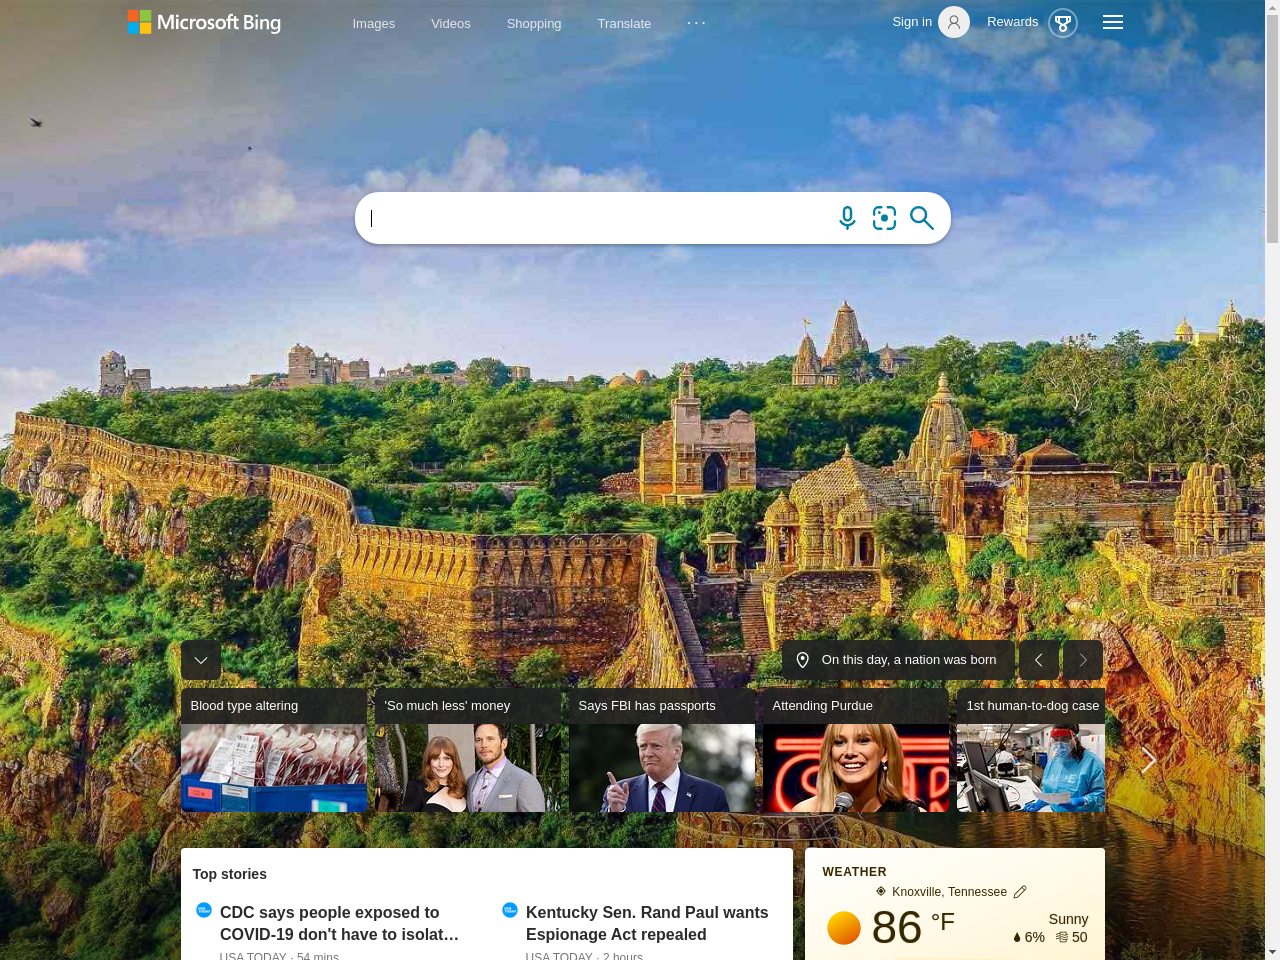 Microsoft Bing
Images
Videos
Shopping
Translate
Sign in
Rewards
On this day, a nation was born
Blood type altering
'So much less' money
Says FBI has passports
Attending Purdue
1st human-to-dog case
Top stories
CDC says people exposed to
COVID-19 don't have to isolat…
USA TODAY · 54 mins
Kentucky Sen. Rand Paul wants
Espionage Act repealed
USA TODAY · 2 hours
WEATHER
Knoxville, Tennessee
86 °F
Sunny
6% 50